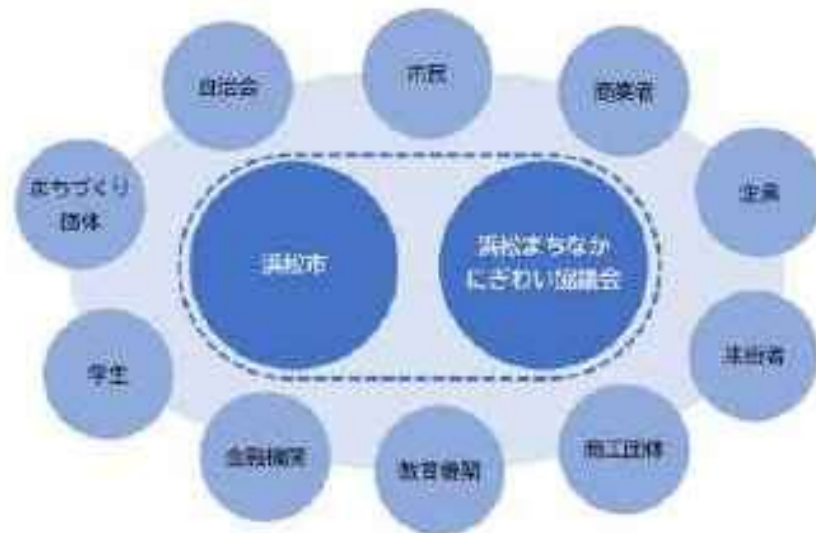 自治会
市民
商業者
まちづくり
団体
企業
浜松市
浜松まちなか
にぎわい協議会
学生
金融機関
教育機関
商工団体